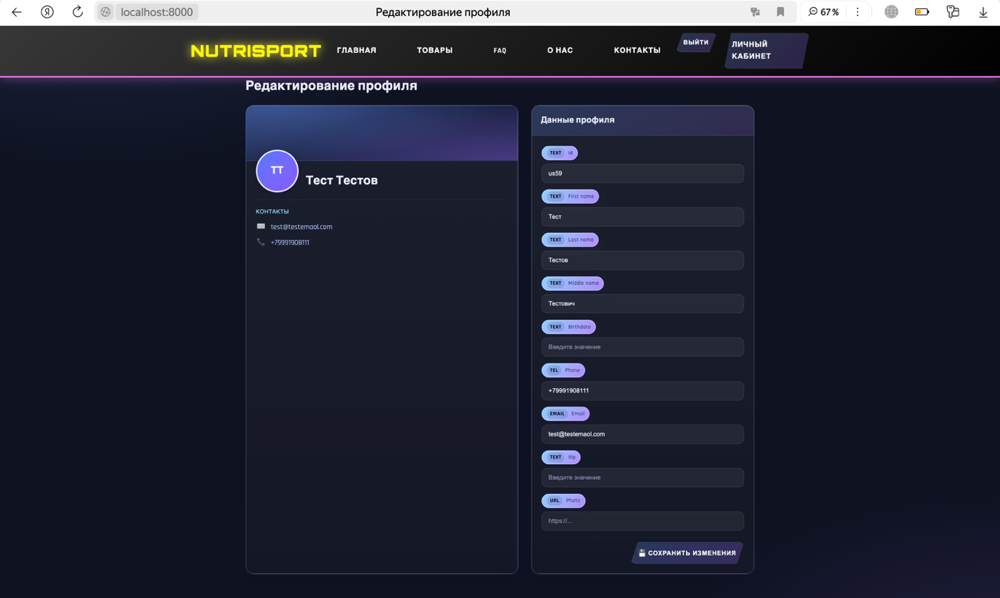 localhost:8000
Редактирование профиля
67 %
NUTRISPORT
ГЛАВНАЯ
ТОВАРЫ
FAQ
О НАС
КОНТАКТЫ
ВЫЙТИ
ЛИЧНЫЙ
КАБИНЕТ
Редактирование профиля
ТТ
Тест Тестов
КОНТАКТЫ
test@testemaol.com
+79991908111
Данные профиля
TEXT Id
us59
TEXT First name
Тест
TEXT Last name
Тестов
TEXT Middle name
Тестович
TEXT Birthdate
Введите значение
TEL Phone
+79991908111
EMAIL Email
test@testemaol.com
TEXT Vip
Введите значение
URL Photo
https://...
СОХРАНИТЬ ИЗМЕНЕНИЯ